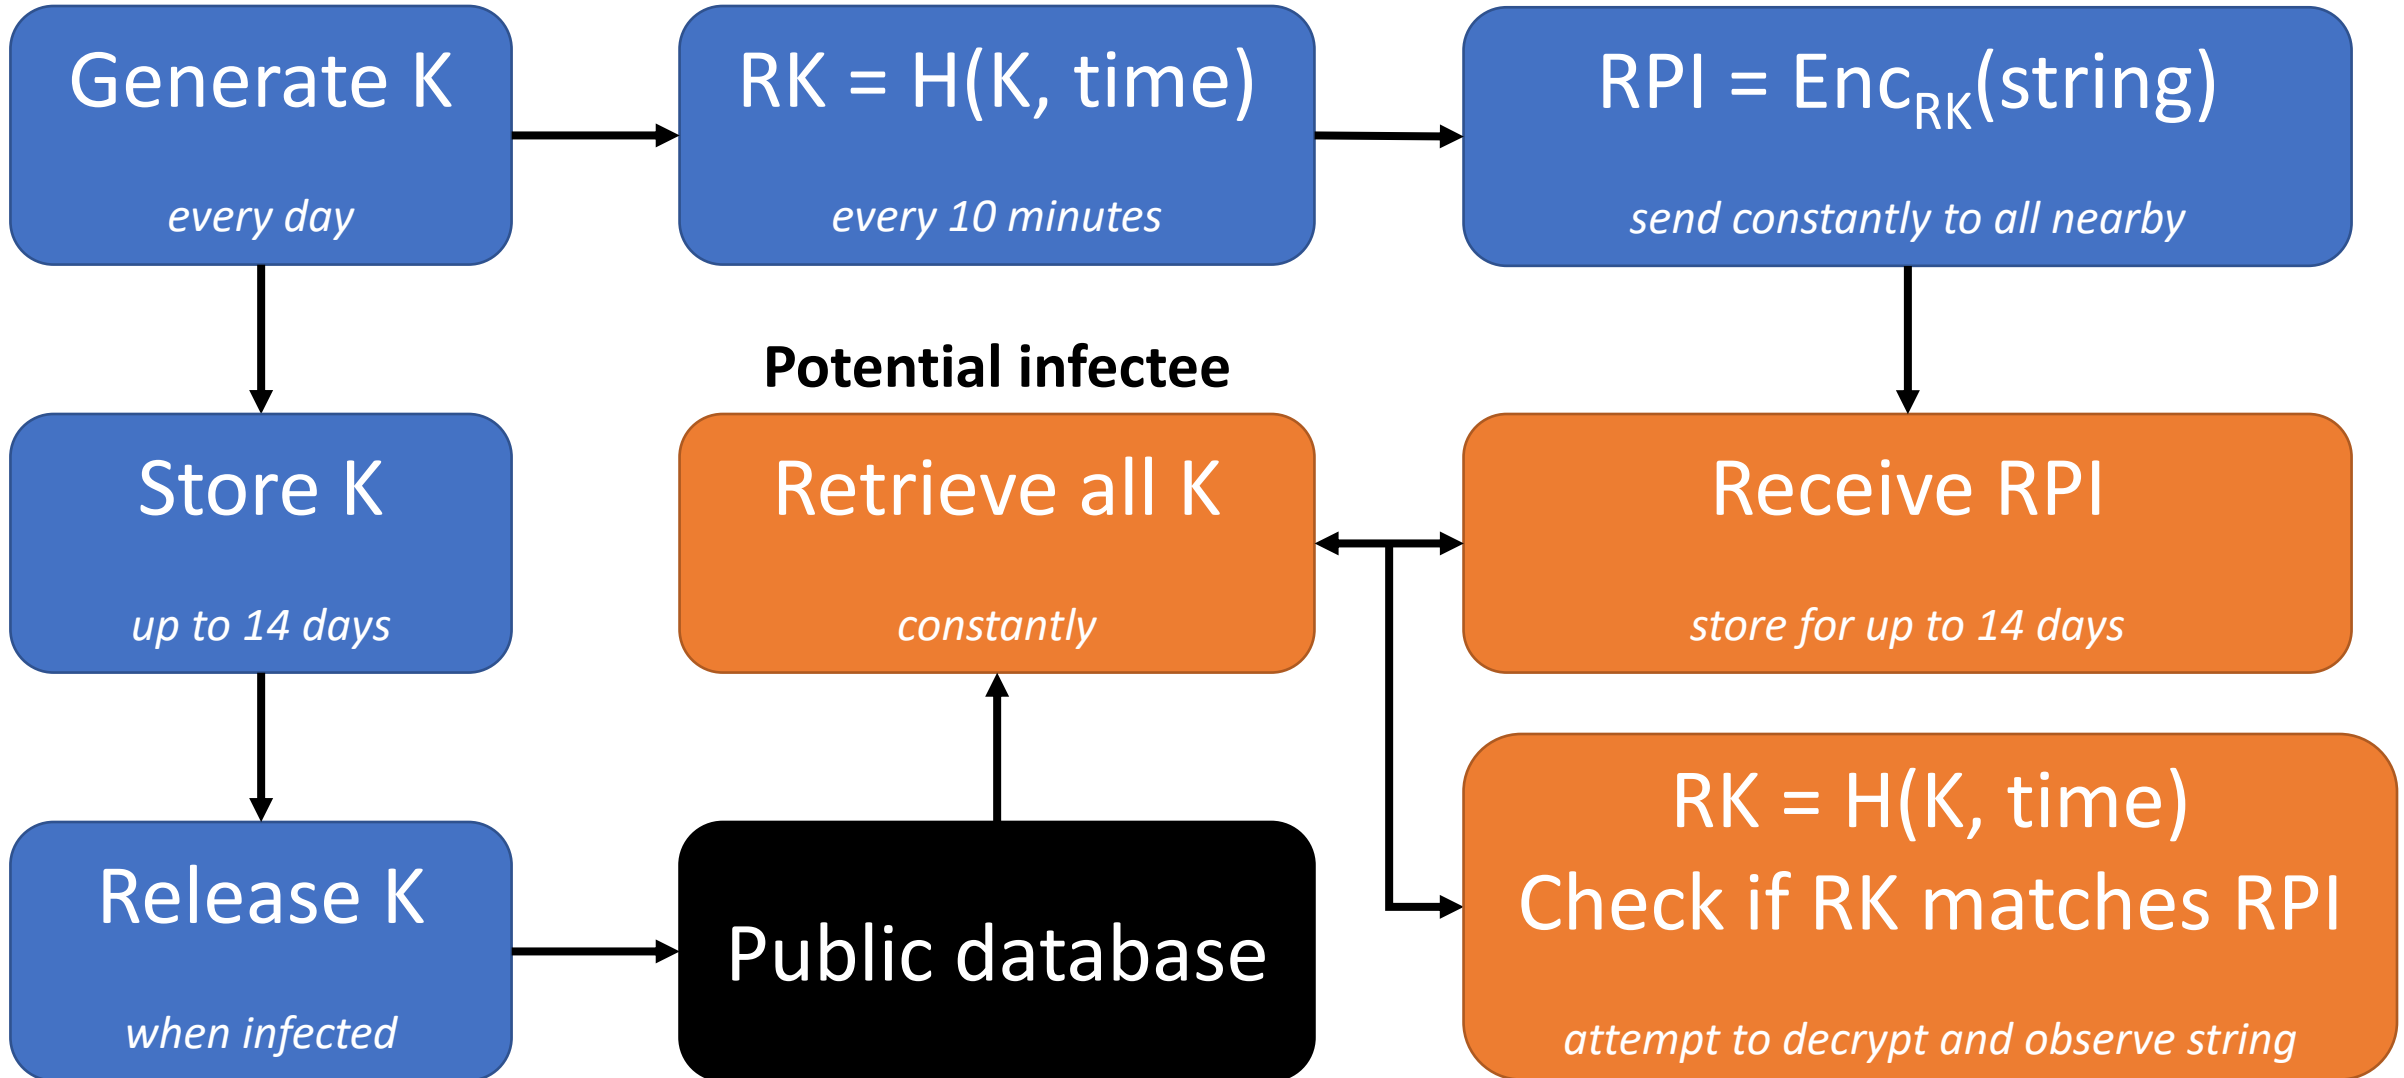 Generate K
every day
RK = H(K, time)
every 10 minutes
RPI = Enc_RK(string)
send constantly to all nearby
Potential infectee
Store K
up to 14 days
Retrieve all K
constantly
Receive RPI
store for up to 14 days
Release K
when infected
Public database
RK = H(K, time)
Check if RK matches RPI
attempt to decrypt and observe string